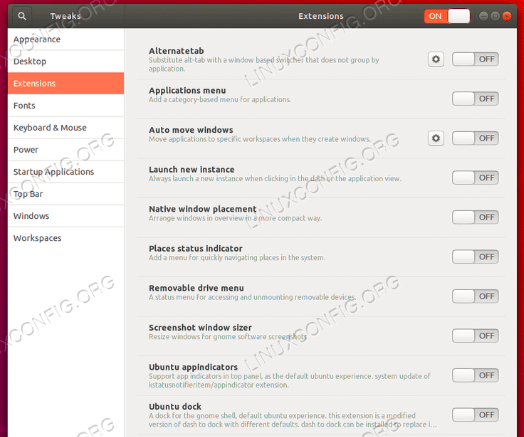 Tweaks
Extensions
ON
Appearance
Desktop
Extensions
Fonts
Keyboard & Mouse
Power
Startup Applications
Top Bar
Windows
Workspaces
Alternatetab
Substitute alt-tab with a window based switcher that does not group by
application.
OFF
Applications menu
Add a category-based menu for applications.
OFF
Auto move windows
Move applications to specific workspaces when they create windows.
OFF
Launch new instance
Always launch a new instance when clicking in the dash or the application view.
OFF
Native window placement
Arrange windows in overview in a more compact way.
OFF
Places status indicator
Add a menu for quickly navigating places in the system.
OFF
Removable drive menu
A status menu for accessing and unmounting removable devices.
OFF
Screenshot window sizer
Resize windows for gnome software screenshots
OFF
Ubuntu appindicators
Support app indicators in top panel, as the default ubuntu experience. system update of
kstatusnotifieritem/appindicator extension.
OFF
Ubuntu dock
A dock for the gnome shell, default ubuntu experience. this extension is a modified
version of dash to dock with different defaults. dash to dock can be installed to replace i...
OFF
LINUXCONFIG.ORG
LINUXCONFIG.ORG
LINUXCONFIG.ORG